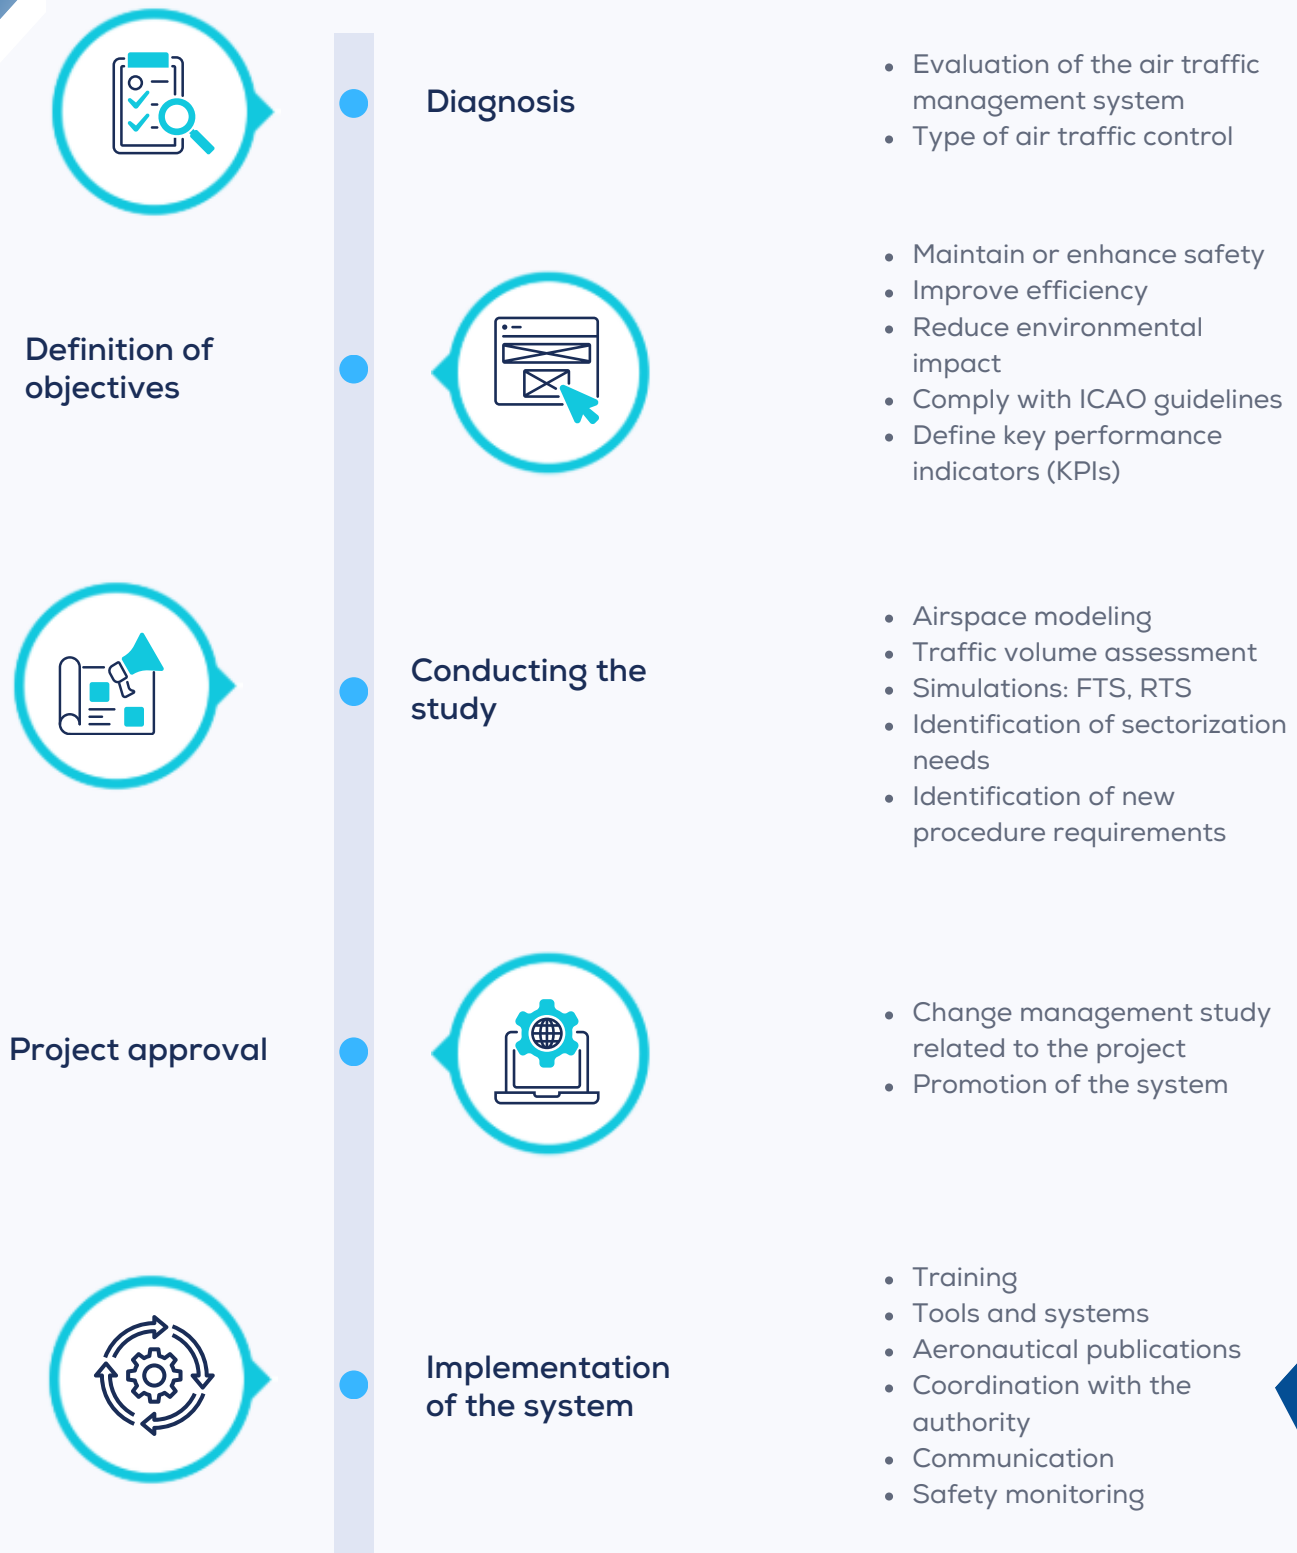 Diagnosis
• Evaluation of the air traffic
management system
• Type of air traffic control
Definition of
objectives
• Maintain or enhance safety
• Improve efficiency
• Reduce environmental
impact
• Comply with ICAO guidelines
• Define key performance
indicators (KPIs)
Conducting the
study
• Airspace modeling
• Traffic volume assessment
• Simulations: FTS, RTS
• Identification of sectorization
needs
• Identification of new
procedure requirements
Project approval
• Change management study
related to the project
• Promotion of the system
Implementation
of the system
• Training
• Tools and systems
• Aeronautical publications
• Coordination with the
authority
• Communication
• Safety monitoring